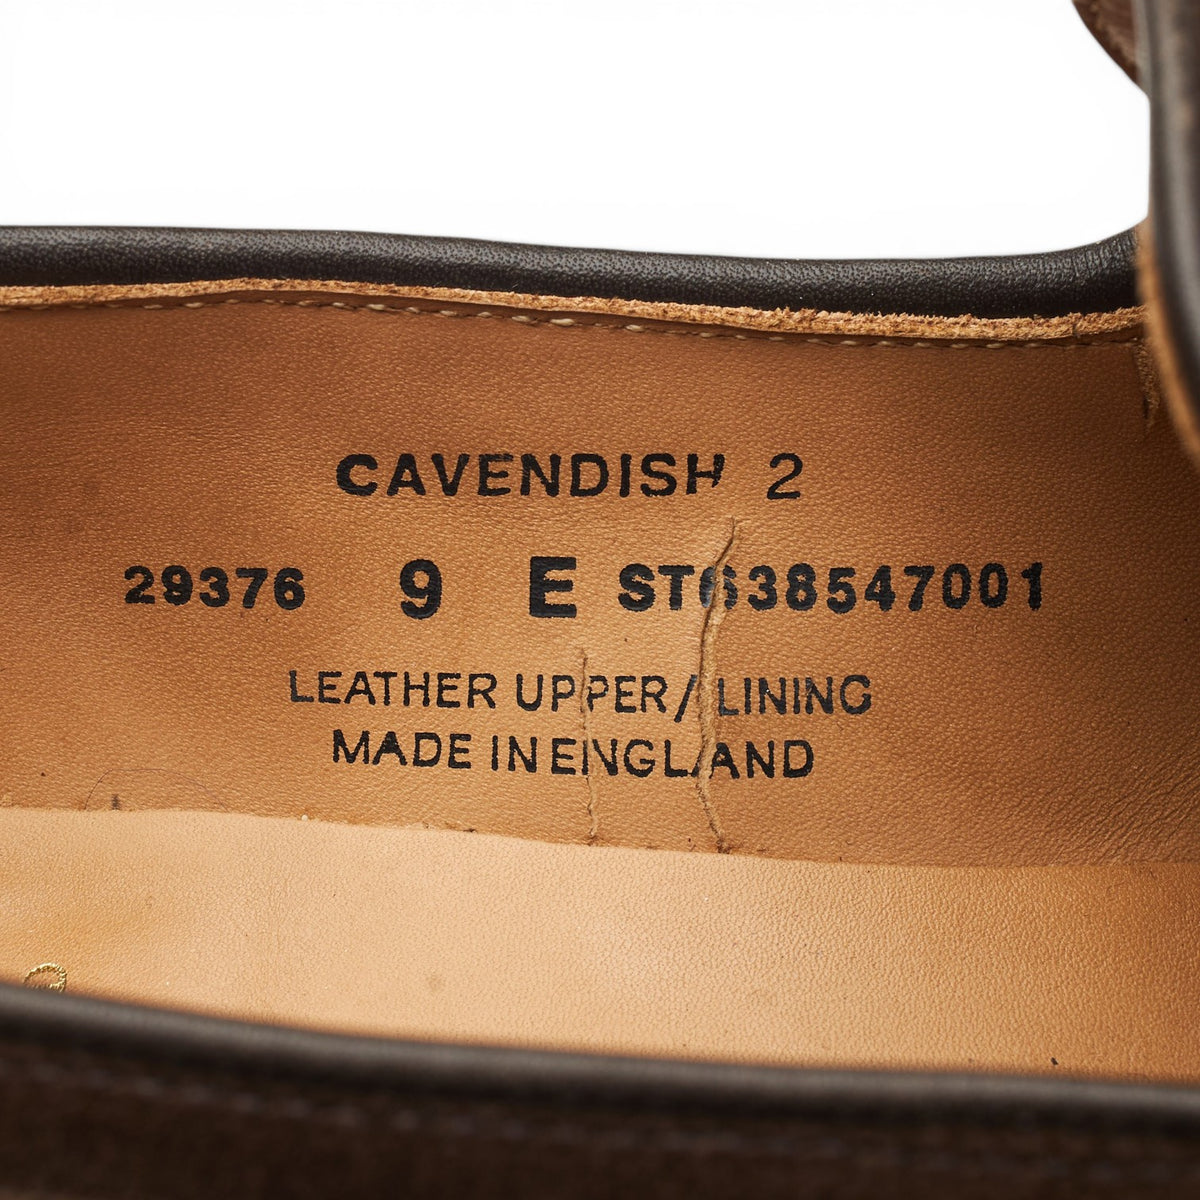 CAVENDISH 2
29376 9 E ST638547001
LEATHER UPPER/LINING
MADE IN ENGLAND